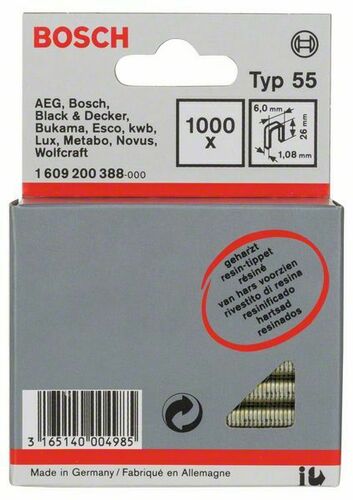 BOSCH
BOSCH
Typ 55
AEG, Bosch,
Black & Decker,
Bukama, Esco, kwb,
Lux, Metabo, Novus,
Wolfcraft
1 609 200 388-000
1000
x
6,0 mm
26 mm
1,08 mm
geharzt
resin-tippet
résiné
van hars voorzien
rivestito di resina
resinificado
hartsad
resinados
3 165140 004985
Made in Germany / Fabriqué en Allemagne